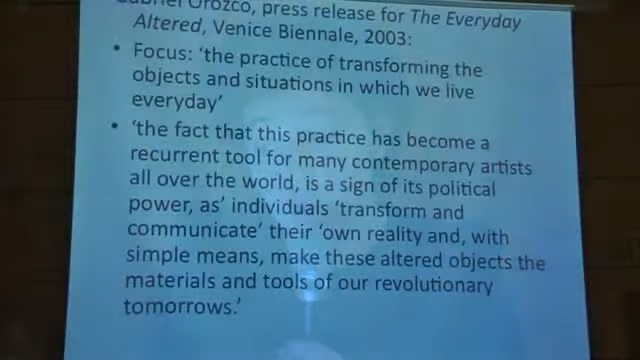 Gabriel Orozco, press release for The Everyday
Altered, Venice Biennale, 2003:
• Focus: ‘the practice of transforming the
objects and situations in which we live
everyday’
• ‘the fact that this practice has become a
recurrent tool for many contemporary artists
all over the world, is a sign of its political
power, as’ individuals ‘transform and
communicate’ their ‘own reality and, with
simple means, make these altered objects the
materials and tools of our revolutionary
tomorrows.’